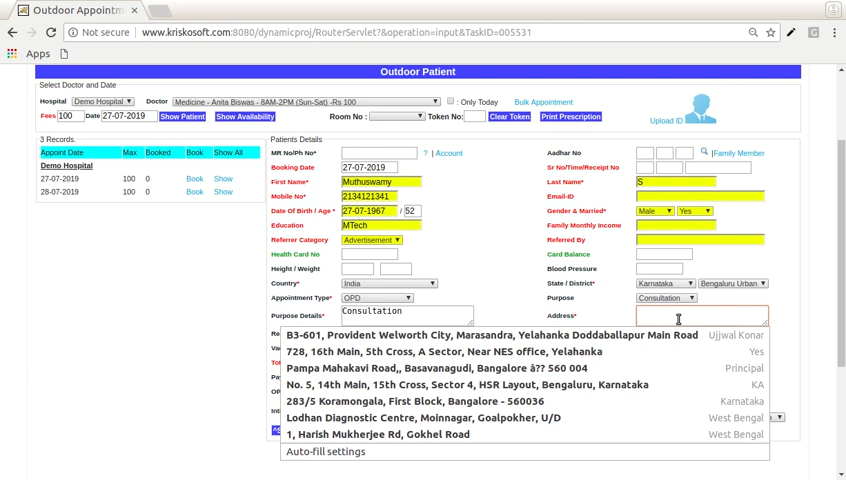 Outdoor Appointm
Not secure www.kriskosoft.com:8080/dynamicproj/RouterServlet?&operation=input&TaskID=005531
Apps
Outdoor Patient
Select Doctor and Date
Hospital Demo Hospital Doctor Medicine - Anita Biswas - 8AM-2PM (Sun-Sat) -Rs 100 : Only Today Bulk Appointment
Fees 100 Date 27-07-2019 Show Patient Show Availability Room No : Token No: Clear Token Print Prescription
Upload ID
3 Records.
Appoint Date Max Booked Book Show All
Demo Hospital
27-07-2019 100 0 Book Show
28-07-2019 100 0 Book Show
Patients Details
MR No/Ph No* ? | Account Aadhar No |Family Member
Booking Date 27-07-2019 Sr No/Time/Receipt No
First Name* Muthuswamy Last Name* S
Mobile No* 2134121341 Email-ID
Date Of Birth / Age* 27-07-1967 / 52 Gender & Married* Male Yes
Education MTech Family Monthly Income
Referrer Category Advertisement Referred By
Health Card No Card Balance
Height / Weight Blood Pressure
Country* India State / District* Karnataka Bengaluru Urban
Appointment Type* OPD Purpose Consultation
Purpose Details* Consultation Address*
B3-601, Provident Welworth City, Marasandra, Yelahanka Doddaballapur Main Road Ujjwal Konar
728, 16th Main, 5th Cross, A Sector, Near NES office, Yelahanka Yes
Pampa Mahakavi Road,, Basavanagudi, Bangalore â?? 560 004 Principal
No. 5, 14th Main, 15th Cross, Sector 4, HSR Layout, Bengaluru, Karnataka KA
283/5 Koramongala, First Block, Bangalore - 560036 Karnataka
Lodhan Diagnostic Centre, Moinnagar, Goalpokher, U/D West Bengal
1, Harish Mukherjee Rd, Gokhel Road West Bengal
Auto-fill settings